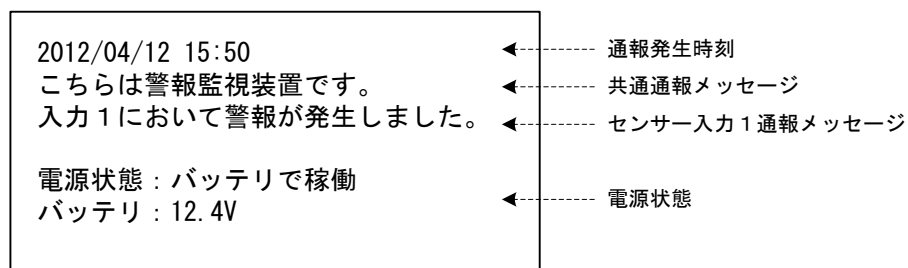 2012/04/12 15:50
こちらは警報監視装置です。
入力１において警報が発生しました。
電源状態：バッテリで稼働
バッテリ：12.4V
通報発生時刻
共通通報メッセージ
センサー入力１通報メッセージ
電源状態